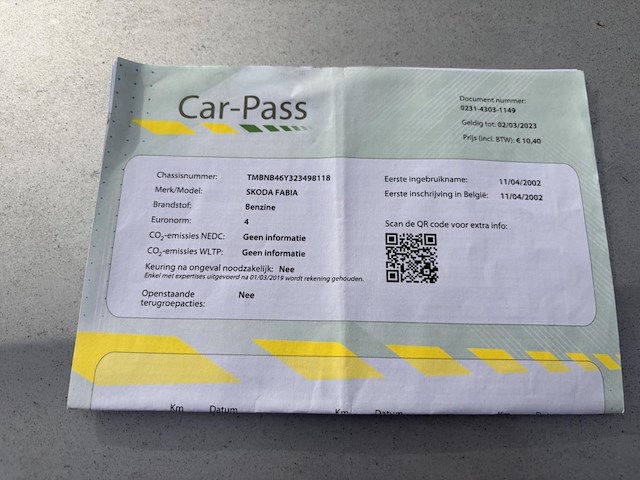 Car-Pass
Document nummer:
0231-4303-1149
Geldig tot: 02/03/2023
Prijs (incl. BTW): € 10,40
Chassisnummer: TMBNB46Y323498118
Merk/Model: SKODA FABIA
Brandstof: Benzine
Euronorm: 4
CO₂-emissies NEDC: Geen informatie
CO₂-emissies WLTP: Geen informatie
Keuring na ongeval noodzakelijk: Nee
Enkel met expertises uitgevoerd na 01/03/2019 wordt rekening gehouden.
Openstaande
terugroepacties: Nee
Eerste ingebruikname: 11/04/2002
Eerste inschrijving in België: 11/04/2002
Scan de QR code voor extra info:
Km Datum Km Datum Km Datum